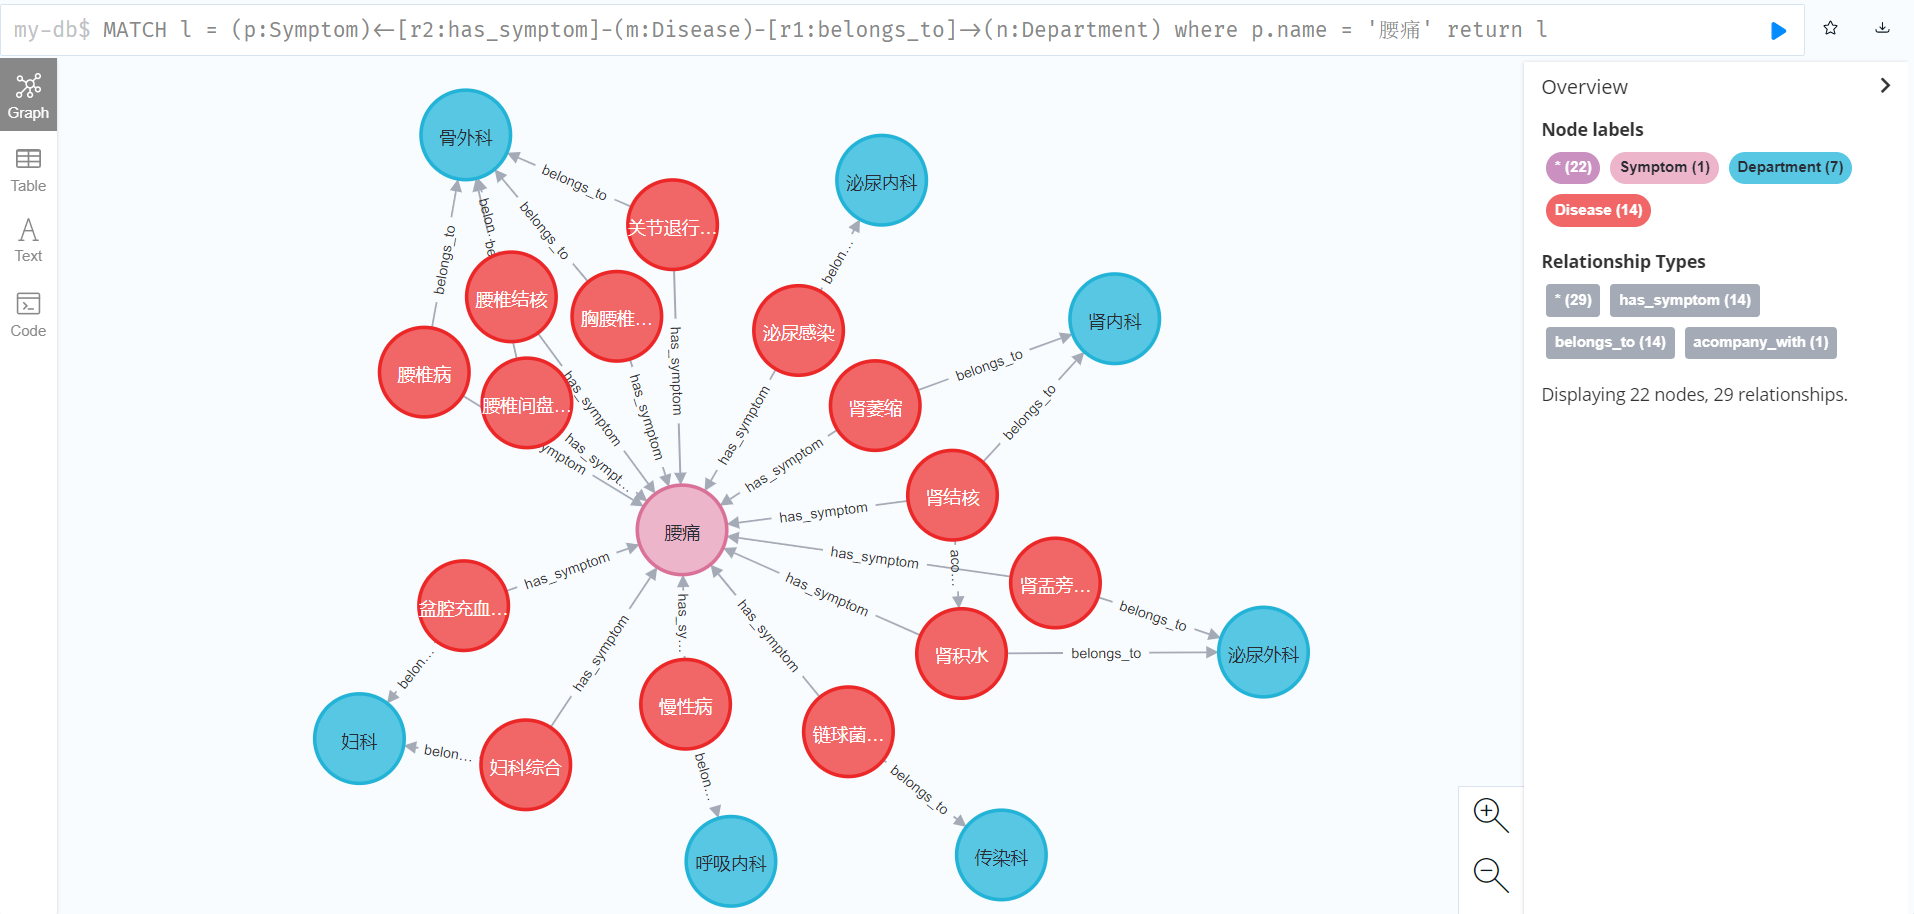 my-db$ MATCH l = (p:Symptom)<-[r2:has_symptom]-(m:Disease)-[r1:belongs_to]->(n:Department) where p.name = '腰痛' return l
Graph
Table
Text
Code
骨外科
泌尿内科
肾内科
泌尿外科
传染科
呼吸内科
妇科
关节退行...
腰椎结核
胸腰椎...
泌尿感染
腰椎病
腰椎间盘...
肾萎缩
肾结核
腰痛
肾盂旁...
盆腔充血...
肾积水
慢性病
链球菌...
妇科综合
belongs_to
belongs_to
belon...
be
belongs_to
belon...
belongs_to
belongs_to
belongs_to
belongs_to
belongs_to
belon...
belon...
belon...
has_symptom
has_symptom
has_symptom
has_sympt...
ymptom
has_symptom
has_symptom
has_symptom
has_symptom
has_symptom
has_symptom
has_symptom
has_sy...
has_symptom
aco...
Overview
Node labels
* (22)
Symptom (1)
Department (7)
Disease (14)
Relationship Types
* (29)
has_symptom (14)
belongs_to (14)
acompany_with (1)
Displaying 22 nodes, 29 relationships.